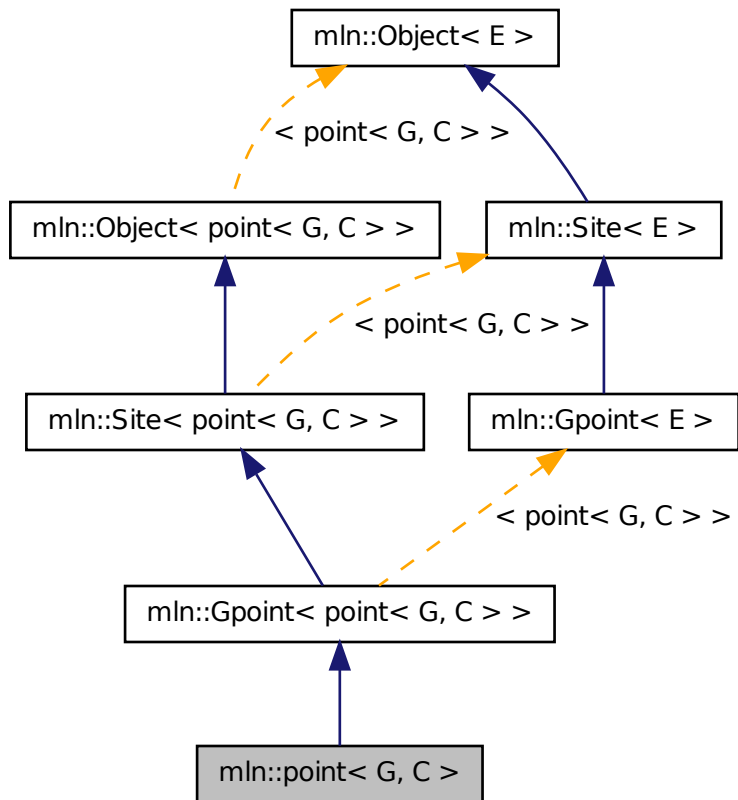 mln::Object< E >
< point< G, C > >
mln::Object< point< G, C > >
mln::Site< E >
< point< G, C > >
mln::Site< point< G, C > >
mln::Gpoint< E >
< point< G, C > >
mln::Gpoint< point< G, C > >
mln::point< G, C >